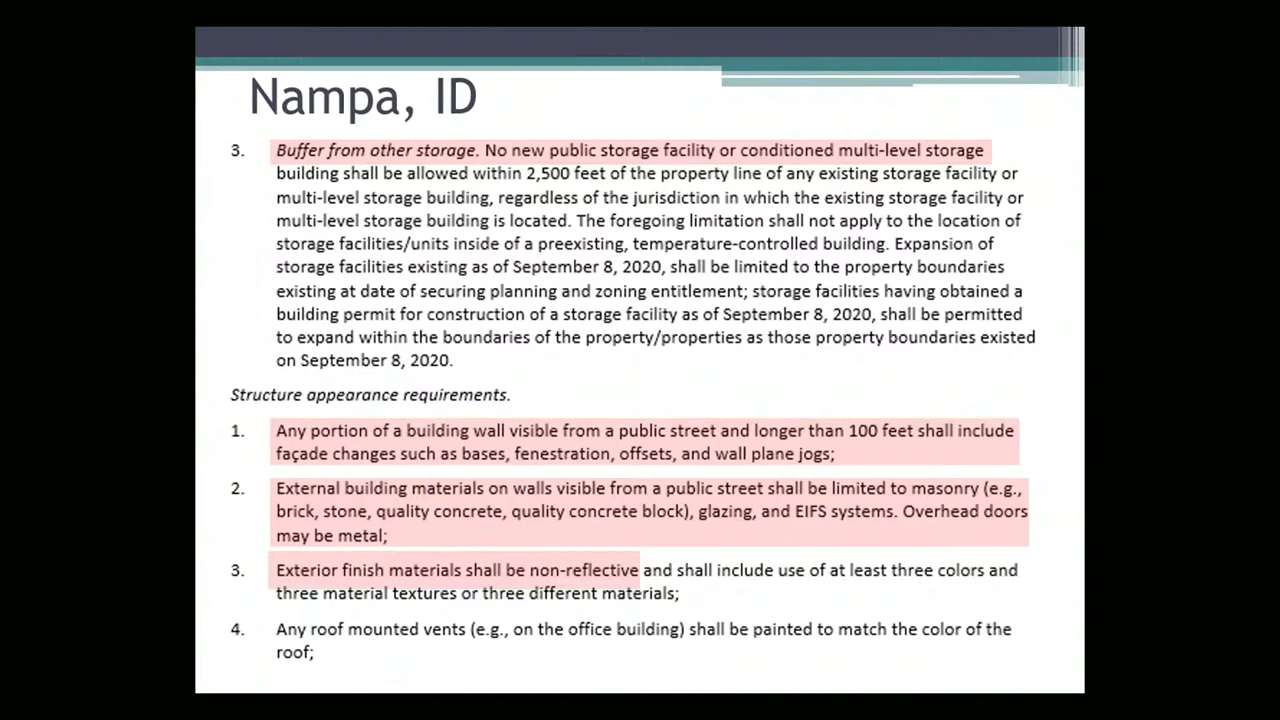 Nampa, ID
3. Buffer from other storage. No new public storage facility or conditioned multi-level storage
building shall be allowed within 2,500 feet of the property line of any existing storage facility or
multi-level storage building, regardless of the jurisdiction in which the existing storage facility or
multi-level storage building is located. The foregoing limitation shall not apply to the location of
storage facilities/units inside of a preexisting, temperature-controlled building. Expansion of
storage facilities existing as of September 8, 2020, shall be limited to the property boundaries
existing at date of securing planning and zoning entitlement; storage facilities having obtained a
building permit for construction of a storage facility as of September 8, 2020, shall be permitted
to expand within the boundaries of the property/properties as those property boundaries existed
on September 8, 2020.
Structure appearance requirements.
1. Any portion of a building wall visible from a public street and longer than 100 feet shall include
façade changes such as bases, fenestration, offsets, and wall plane jogs;
2. External building materials on walls visible from a public street shall be limited to masonry (e.g.,
brick, stone, quality concrete, quality concrete block), glazing, and EIFS systems. Overhead doors
may be metal;
3. Exterior finish materials shall be non-reflective and shall include use of at least three colors and
three material textures or three different materials;
4. Any roof mounted vents (e.g., on the office building) shall be painted to match the color of the
roof;